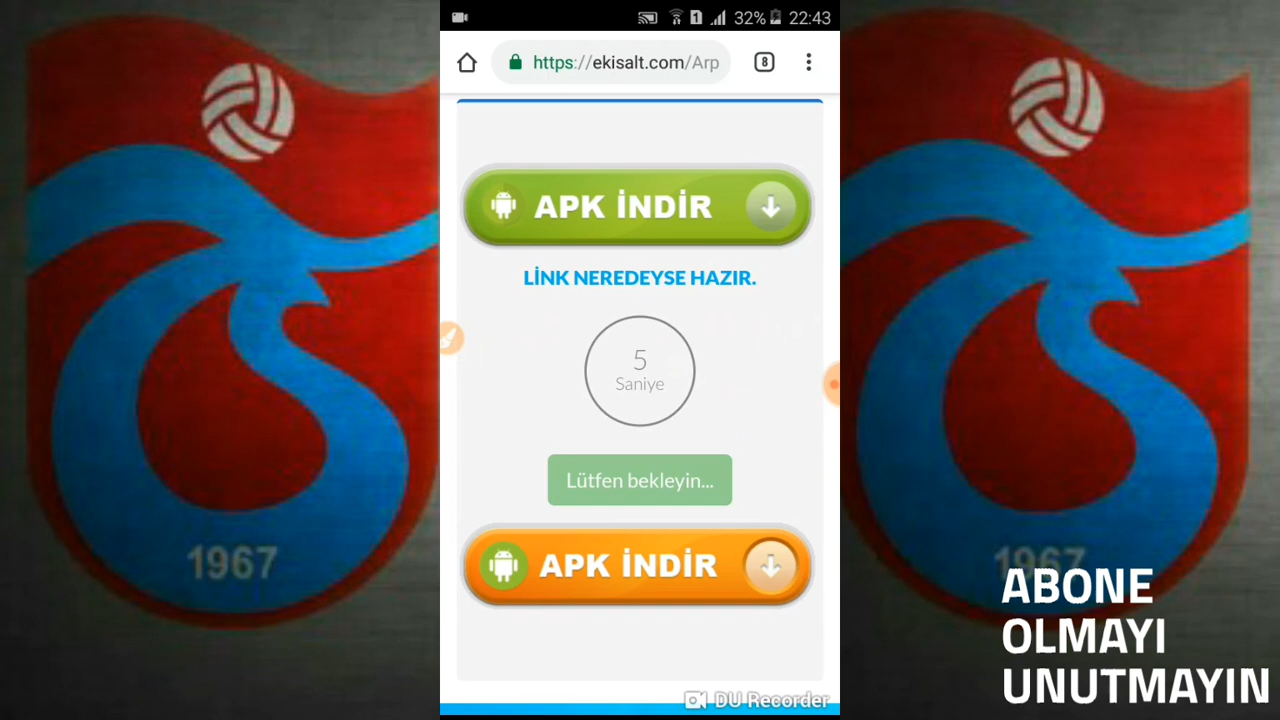 1 32% 22:43
https://ekisalt.com/Arp 8
APK İNDİR
LİNK NEREDEYSE HAZIR.
5
Saniye
Lütfen bekleyin...
APK İNDİR
1967
1967
ABONE
OLMAYI
UNUTMAYIN
DU Recorder